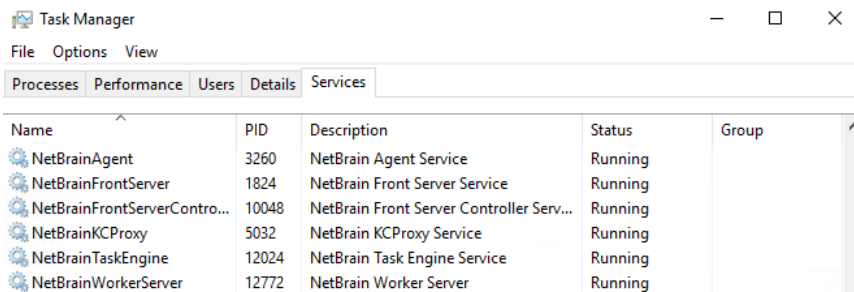 Task Manager
File Options View
Processes Performance Users Details Services
Name PID Description Status Group
NetBrainAgent 3260 NetBrain Agent Service Running
NetBrainFrontServer 1824 NetBrain Front Server Service Running
NetBrainFrontServerContro... 10048 NetBrain Front Server Controller Serv... Running
NetBrainKCProxy 5032 NetBrain KCProxy Service Running
NetBrainTaskEngine 12024 NetBrain Task Engine Service Running
NetBrainWorkerServer 12772 NetBrain Worker Server Running